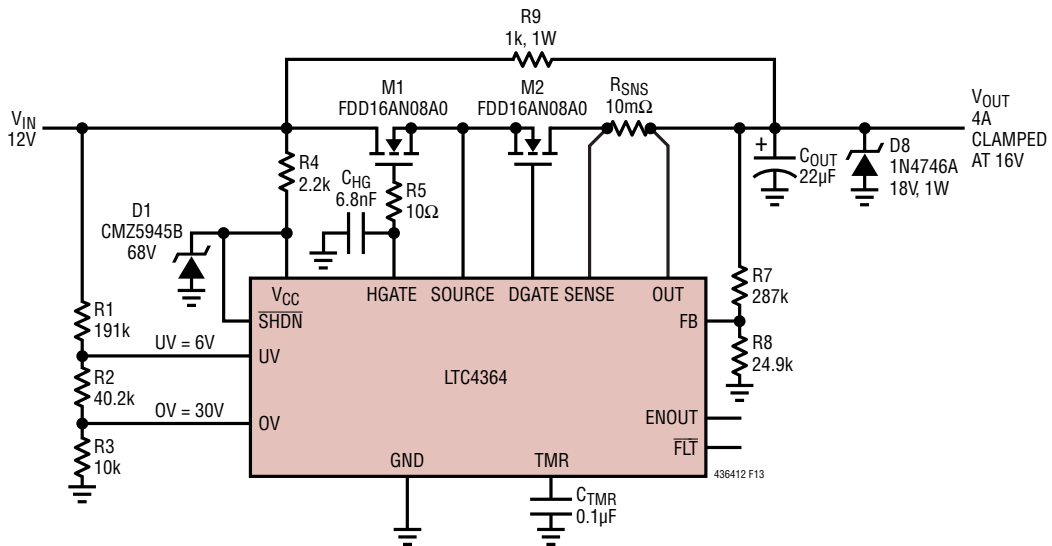 R9
1k, 1W
M1
FDD16AN08A0
M2
FDD16AN08A0
RSNS
10mΩ
VIN
12V
VOUT
4A
CLAMPED
AT 16V
R4
2.2k
CHG
6.8nF
R5
10Ω
+
COUT
22µF
D8
1N4746A
18V, 1W
D1
CMZ5945B
68V
VCC
HGATE
SOURCE
DGATE
SENSE
OUT
SHDN
R7
287k
FB
R1
191k
UV = 6V
UV
R8
24.9k
R2
40.2k
LTC4364
OV = 30V
OV
ENOUT
R3
10k
GND
TMR
FLT
436412 F13
CTMR
0.1µF